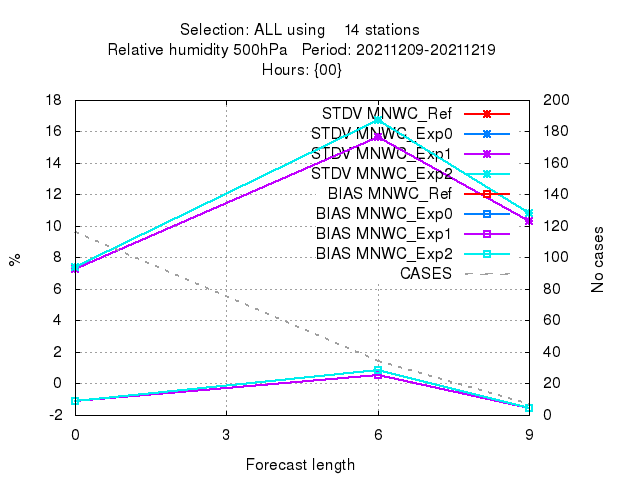 Selection: ALL using 14 stations
Relative humidity 500hPa Period: 20211209-20211219
Hours: {00}
18 200
STDV MNWC_Ref
16 180
STDV MNWC_Exp0
14 160
STDV MNWC_Exp1
STDV MNWC_Exp2
12 140
BIAS MNWC_Ref
BIAS MNWC_Exp0
10 120
BIAS MNWC_Exp1
8 100
BIAS MNWC_Exp2
CASES
6 80
4 60
2 40
0 20
-2 0
0 3 6 9
%
No cases
Forecast length